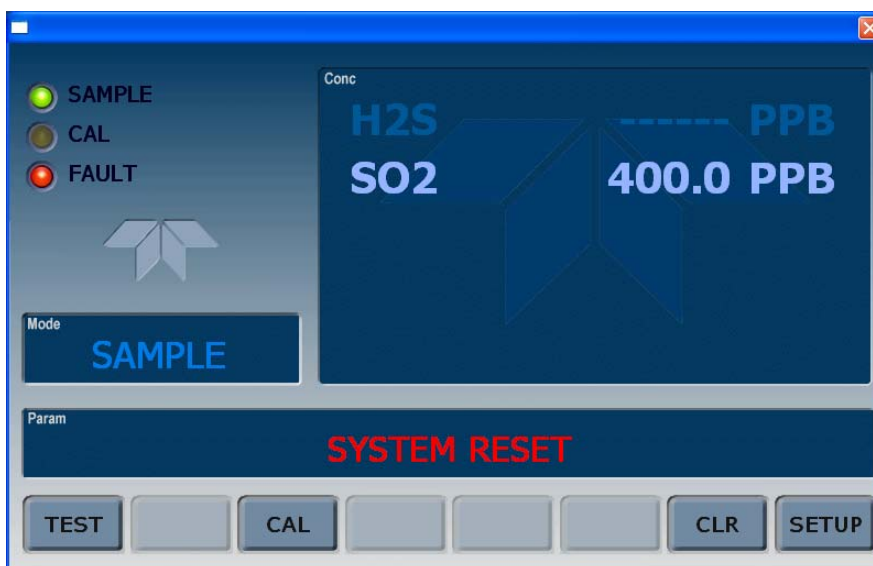 SAMPLE
CAL
FAULT
Conc
H2S ------ PPB
SO2 400.0 PPB
Mode
SAMPLE
Param
SYSTEM RESET
TEST CAL CLR SETUP